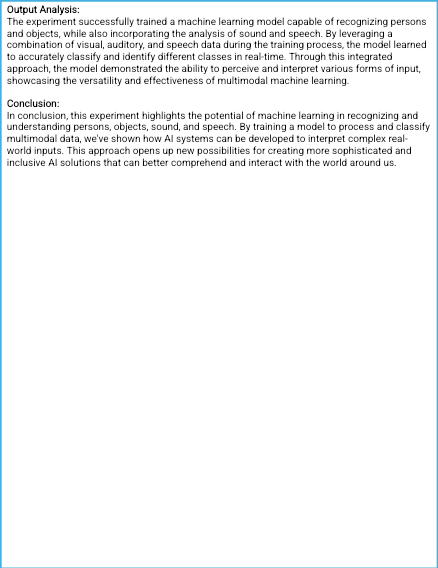 Output Analysis:
The experiment successfully trained a machine learning model capable of recognizing persons
and objects, while also incorporating the analysis of sound and speech. By leveraging a
combination of visual, auditory, and speech data during the training process, the model learned
to accurately classify and identify different classes in real-time. Through this integrated
approach, the model demonstrated the ability to perceive and interpret various forms of input,
showcasing the versatility and effectiveness of multimodal machine learning.
Conclusion:
In conclusion, this experiment highlights the potential of machine learning in recognizing and
understanding persons, objects, sound, and speech. By training a model to process and classify
multimodal data, we've shown how AI systems can be developed to interpret complex real-
world inputs. This approach opens up new possibilities for creating more sophisticated and
inclusive AI solutions that can better comprehend and interact with the world around us.